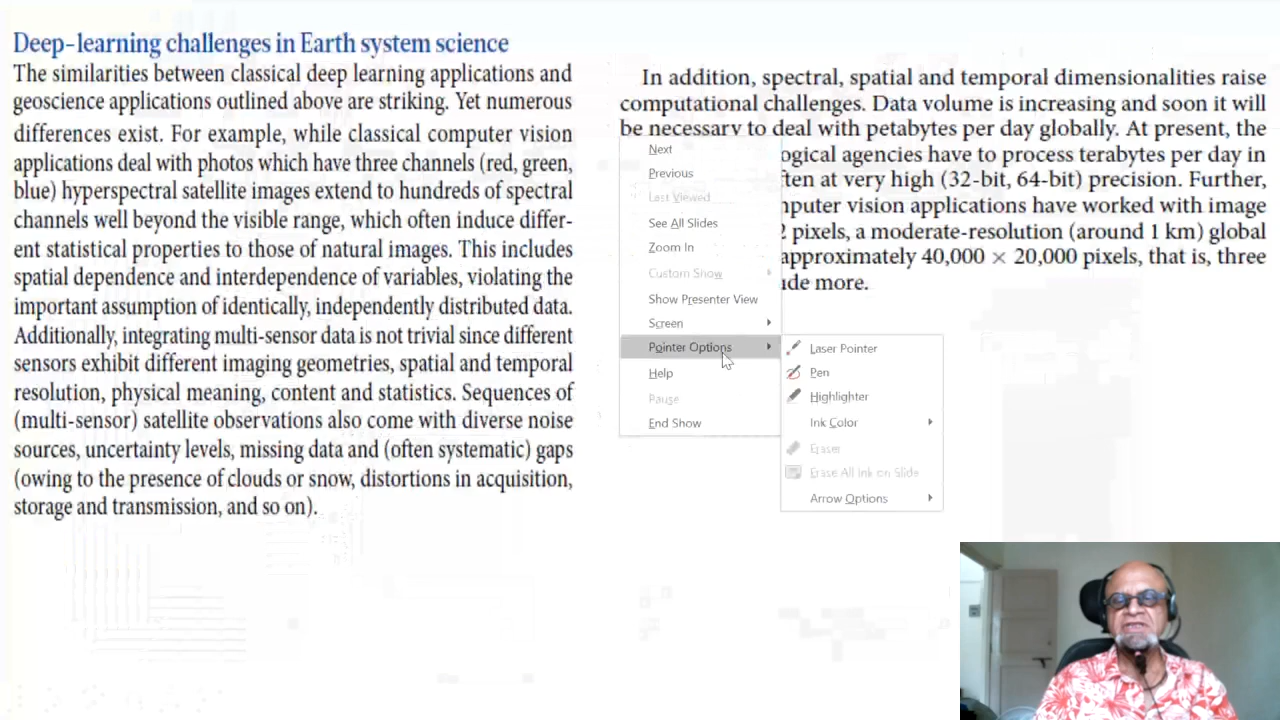 Deep-learning challenges in Earth system science
The similarities between classical deep learning applications and
geoscience applications outlined above are striking. Yet numerous
differences exist. For example, while classical computer vision
applications deal with photos which have three channels (red, green,
blue) hyperspectral satellite images extend to hundreds of spectral
channels well beyond the visible range, which often induce differ-
ent statistical properties to those of natural images. This includes
spatial dependence and interdependence of variables, violating the
important assumption of identically, independently distributed data.
Additionally, integrating multi-sensor data is not trivial since different
sensors exhibit different imaging geometries, spatial and temporal
resolution, physical meaning, content and statistics. Sequences of
(multi-sensor) satellite observations also come with diverse noise
sources, uncertainty levels, missing data and (often systematic) gaps
(owing to the presence of clouds or snow, distortions in acquisition,
storage and transmission, and so on).
In addition, spectral, spatial and temporal dimensionalities raise
computational challenges. Data volume is increasing and soon it will
be necessary to deal with petabytes per day globally. At present, the
ogical agencies have to process terabytes per day in
ten at very high (32-bit, 64-bit) precision. Further,
puter vision applications have worked with image
2 pixels, a moderate-resolution (around 1 km) global
approximately 40,000 × 20,000 pixels, that is, three
de more.
Next
Previous
Last Viewed
See All Slides
Zoom In
Custom Show
Show Presenter View
Screen
Pointer Options
Help
Pause
End Show
Laser Pointer
Pen
Highlighter
Ink Color
Eraser
Erase All Ink on Slide
Arrow Options